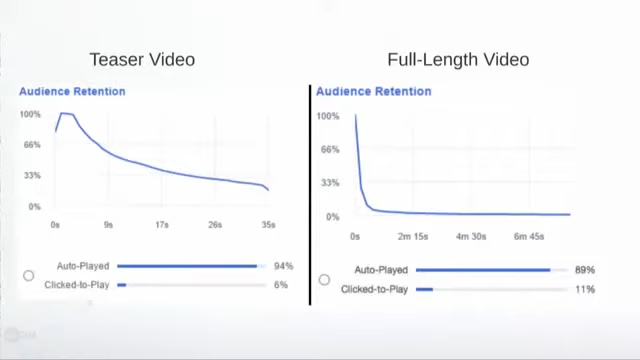 Teaser Video
Audience Retention
100%
66%
33%
0%
0s 9s 17s 26s 35s
Auto-Played 94%
Clicked-to-Play 6%
Full-Length Video
Audience Retention
100%
66%
33%
0%
0s 2m 15s 4m 30s 6m 45s
Auto-Played 89%
Clicked-to-Play 11%